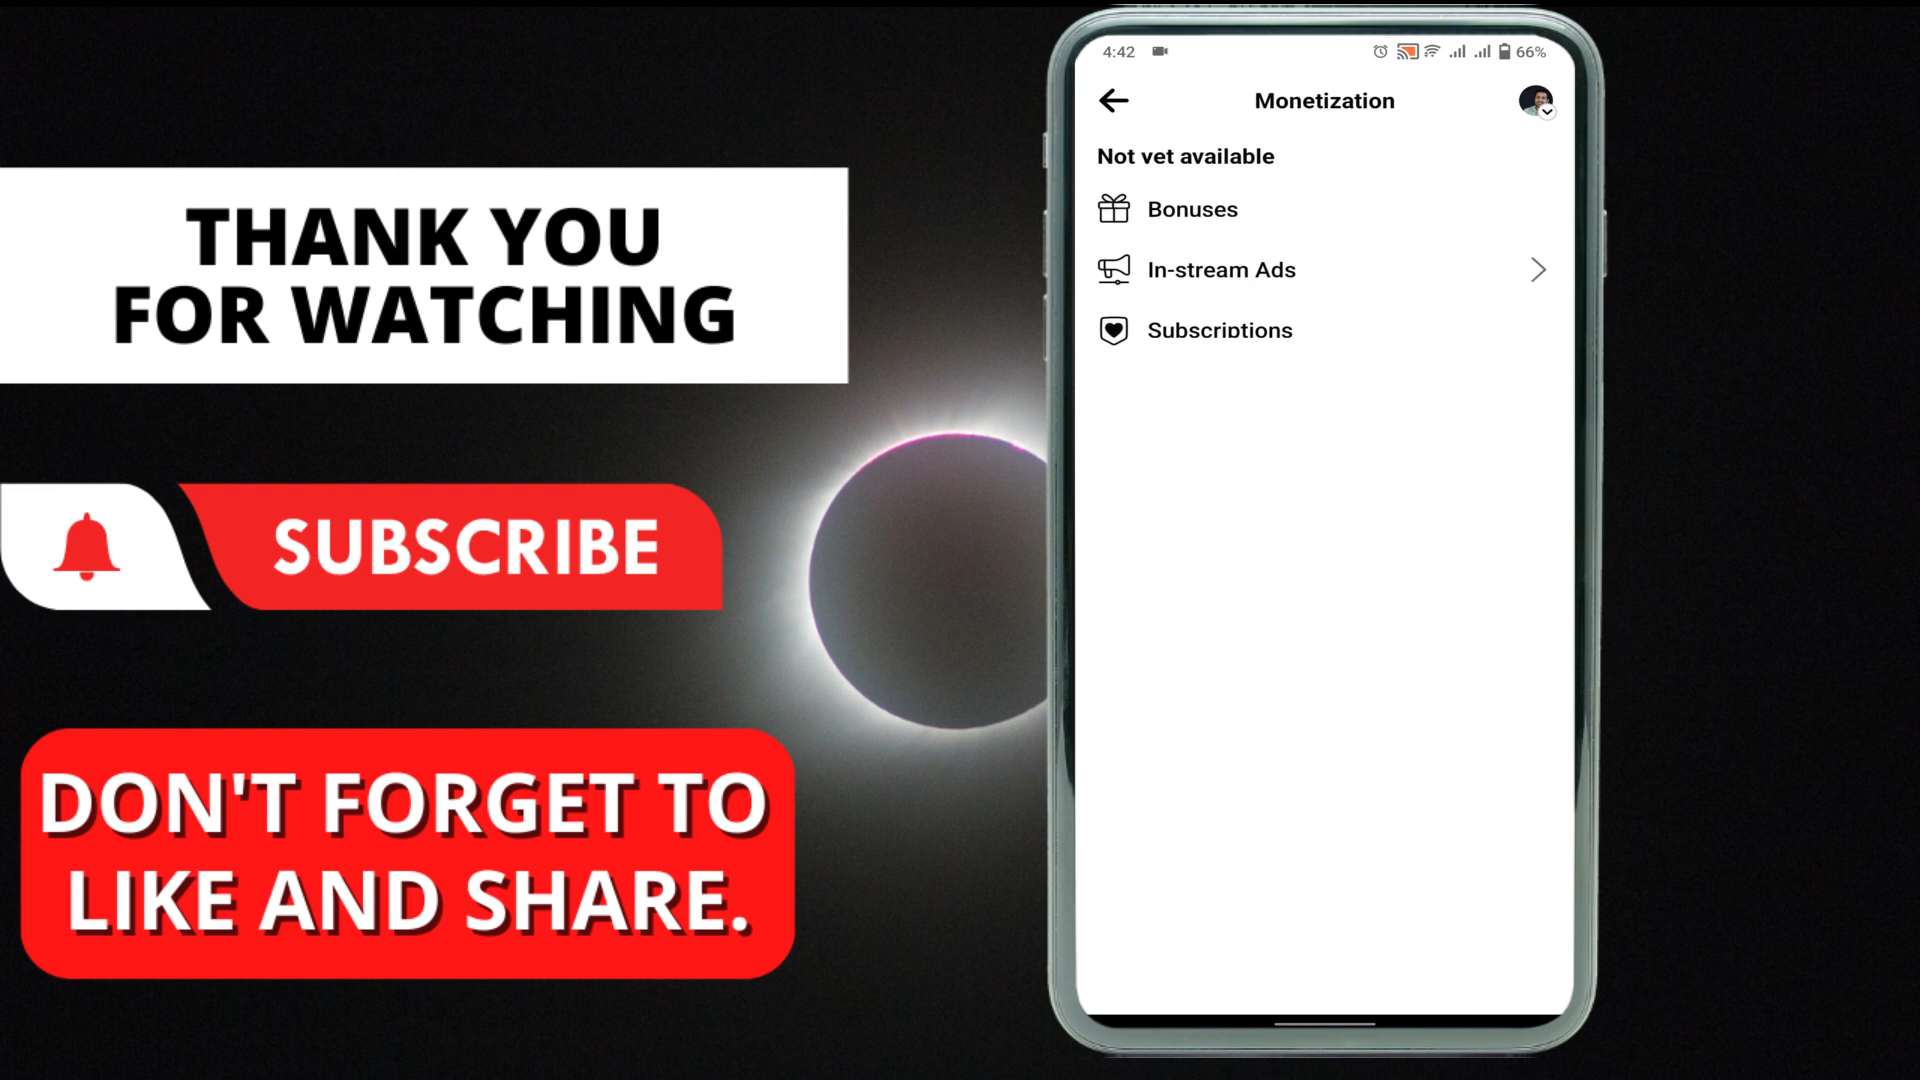 THANK YOU
FOR WATCHING
SUBSCRIBE
DON'T FORGET TO
LIKE AND SHARE.
4:42
66%
Monetization
Not yet available
Bonuses
In-stream Ads
Subscriptions